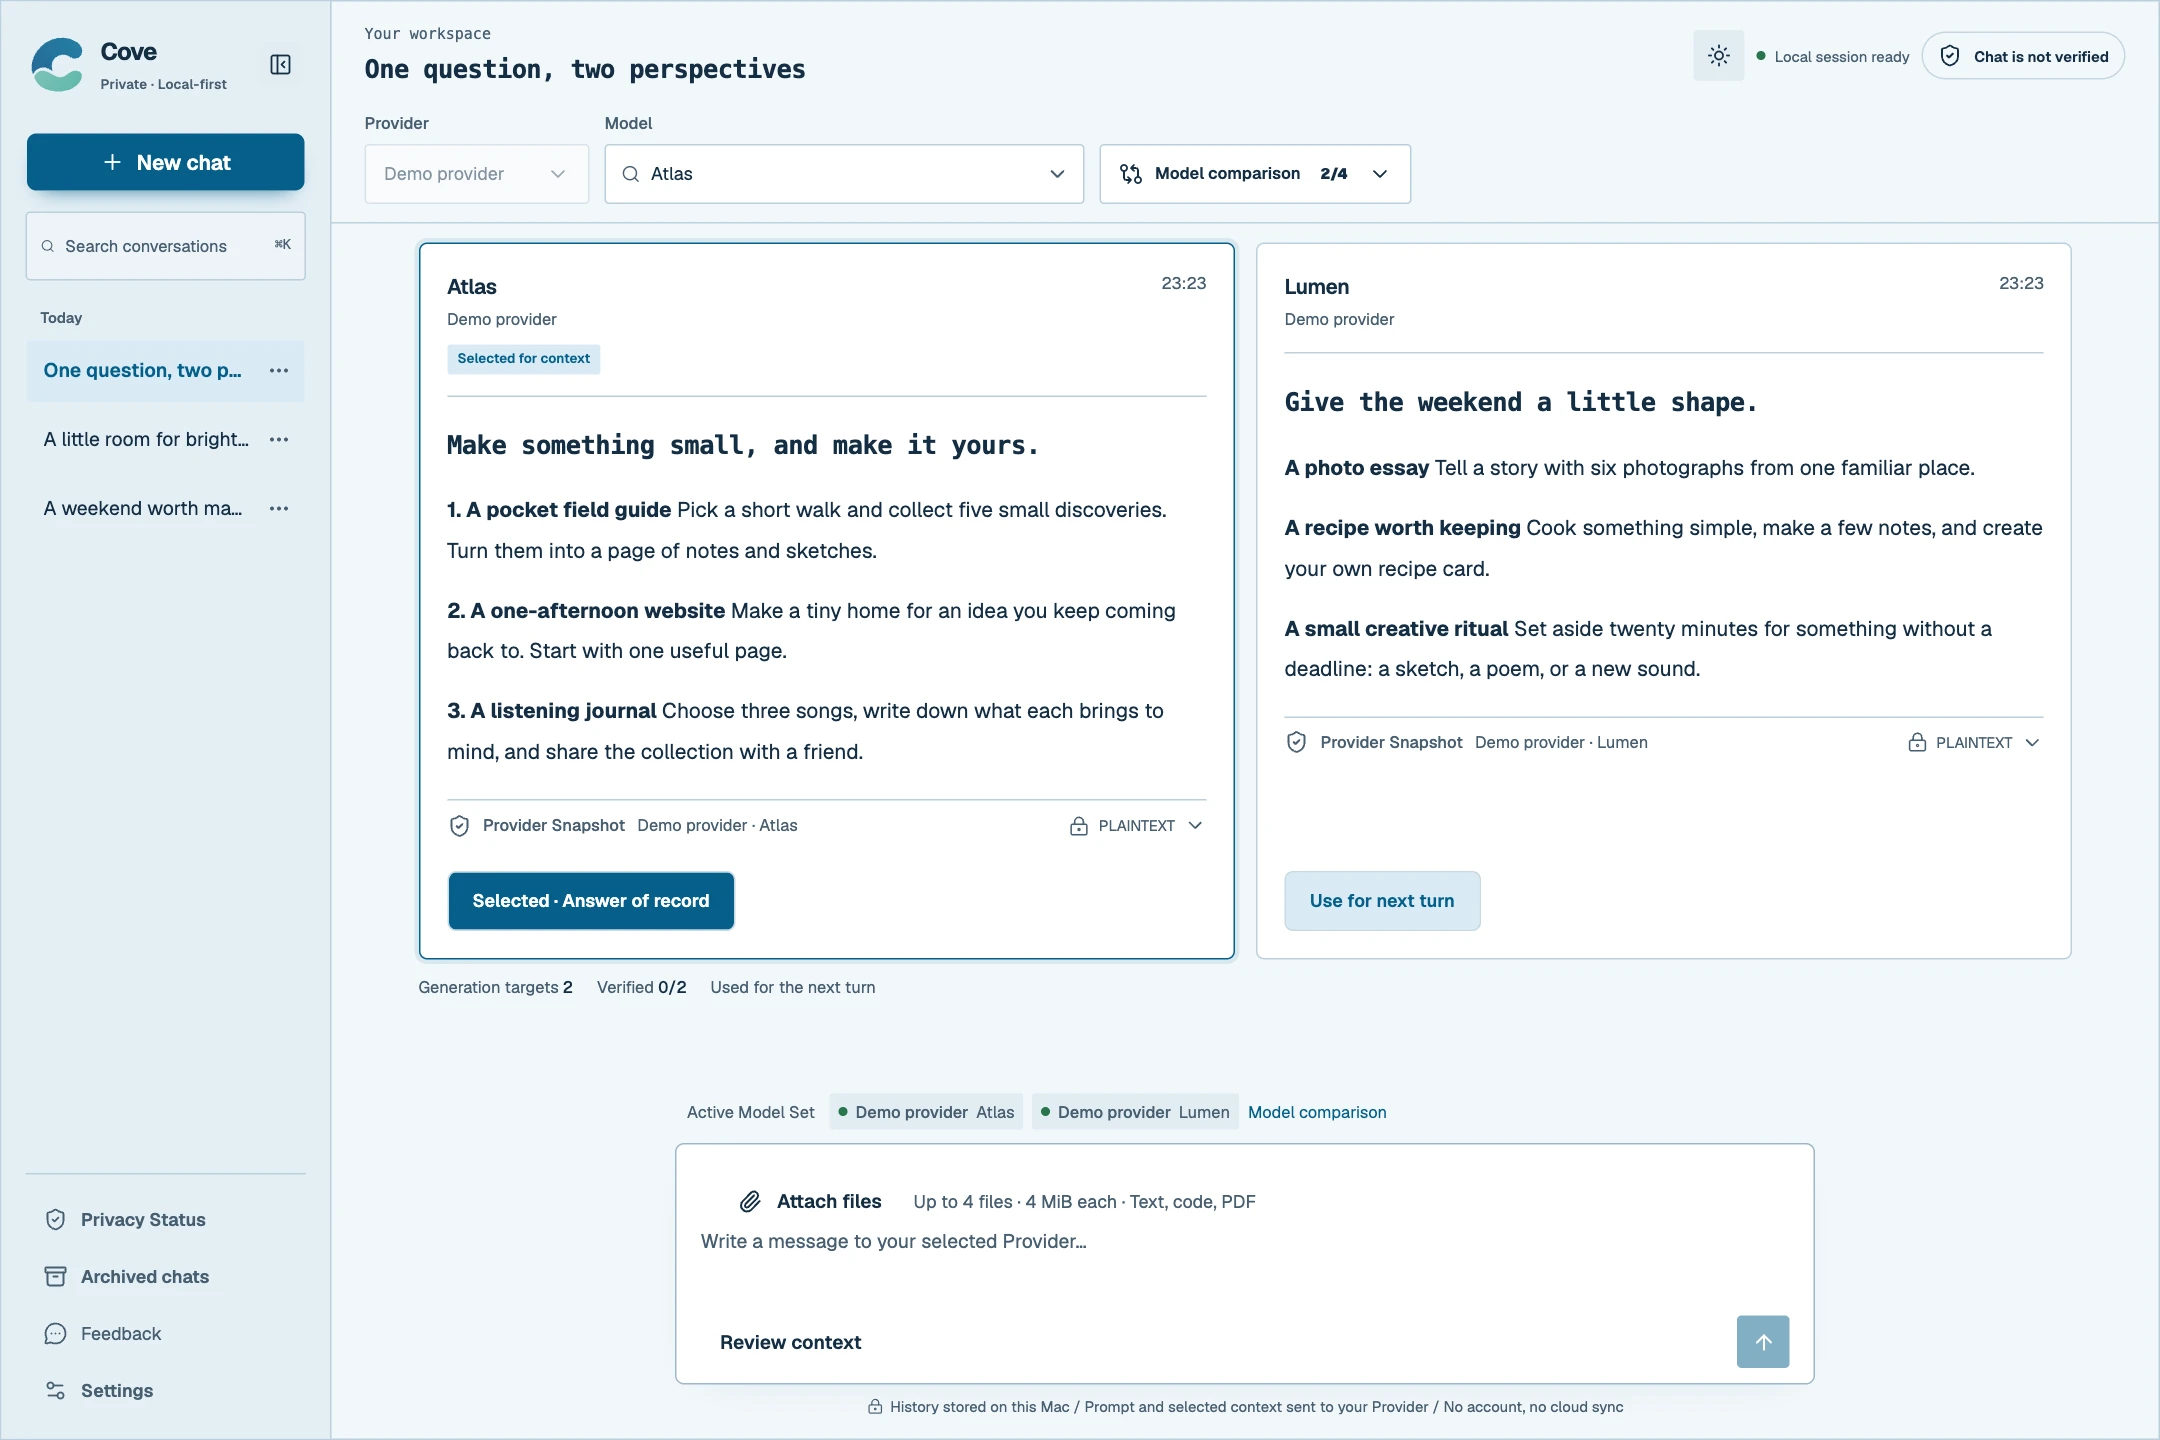 Cove
Private · Local-first
New chat
Search conversations ⌘K
Today
One question, two p...
A little room for bright...
A weekend worth ma...
Privacy Status
Archived chats
Feedback
Settings
Your workspace
One question, two perspectives
Local session ready
Chat is not verified
Provider
Model
Demo provider
Atlas
Model comparison 2/4
Atlas 23:23
Demo provider
Selected for context
Make something small, and make it yours.
1. A pocket field guide Pick a short walk and collect five small discoveries.
Turn them into a page of notes and sketches.
2. A one-afternoon website Make a tiny home for an idea you keep coming
back to. Start with one useful page.
3. A listening journal Choose three songs, write down what each brings to
mind, and share the collection with a friend.
Provider Snapshot Demo provider · Atlas PLAINTEXT
Selected · Answer of record
Lumen 23:23
Demo provider
Give the weekend a little shape.
A photo essay Tell a story with six photographs from one familiar place.
A recipe worth keeping Cook something simple, make a few notes, and create
your own recipe card.
A small creative ritual Set aside twenty minutes for something without a
deadline: a sketch, a poem, or a new sound.
Provider Snapshot Demo provider · Lumen PLAINTEXT
Use for next turn
Generation targets 2 Verified 0/2 Used for the next turn
Active Model Set Demo provider Atlas Demo provider Lumen Model comparison
Attach files Up to 4 files · 4 MiB each · Text, code, PDF
Write a message to your selected Provider...
Review context
History stored on this Mac / Prompt and selected context sent to your Provider / No account, no cloud sync